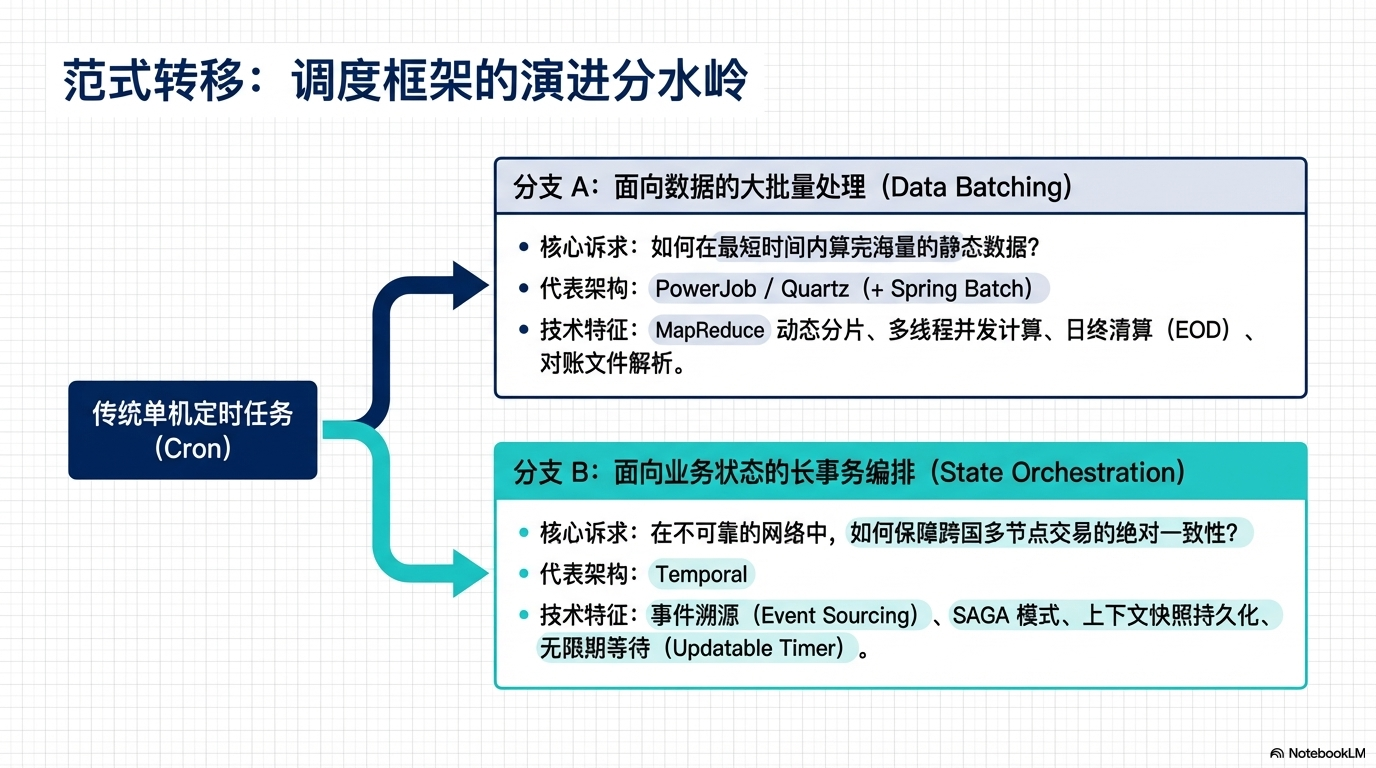 范式转移：调度框架的演进分水岭
传统单机定时任务
（Cron）
分支 A：面向数据的大批量处理（Data Batching）
• 核心诉求：如何在最短时间内算完海量的静态数据？
• 代表架构：PowerJob / Quartz（+ Spring Batch）
• 技术特征：MapReduce 动态分片、多线程并发计算、日终清算（EOD）、
对账文件解析。
分支 B：面向业务状态的长事务编排（State Orchestration）
• 核心诉求：在不可靠的网络中，如何保障跨国多节点交易的绝对一致性？
• 代表架构：Temporal
• 技术特征：事件溯源（Event Sourcing）、SAGA 模式、上下文快照持久化、
无限期等待（Updatable Timer）。
NotebookLM